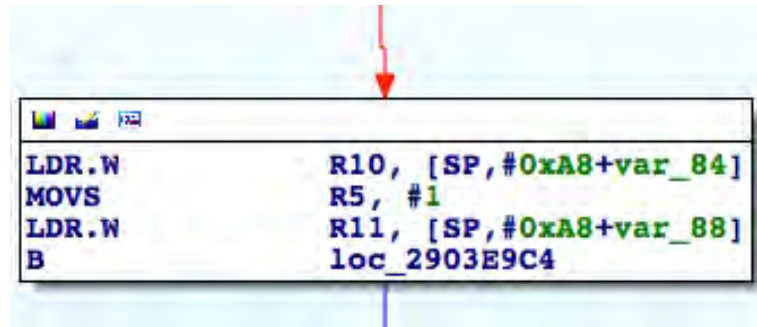 LDR.W R10, [SP,#0xA8+var_84]
MOVS R5, #1
LDR.W R11, [SP,#0xA8+var_88]
B loc_2903E9C4